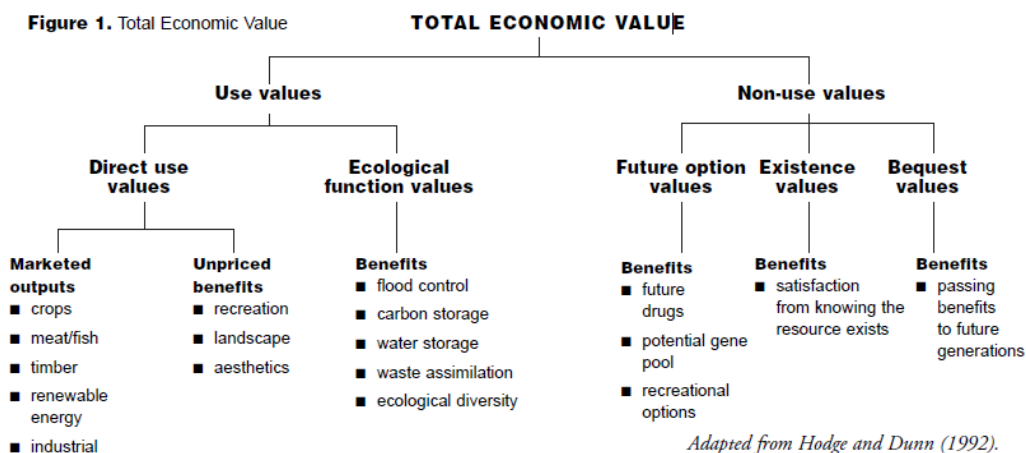 Figure 1. Total Economic Value
TOTAL ECONOMIC VALUE
Use values
Non-use values
Direct use
values
Ecological
function values
Future option
values
Existence
values
Bequest
values
Marketed
outputs
■ crops
■ meat/fish
■ timber
■ renewable
energy
■ industrial
Unpriced
benefits
■ recreation
■ landscape
■ aesthetics
Benefits
■ flood control
■ carbon storage
■ water storage
■ waste assimilation
■ ecological diversity
Benefits
■ future
drugs
■ potential gene
pool
■ recreational
options
Benefits
■ satisfaction
from knowing the
resource exists
Benefits
■ passing
benefits
to future
generations
Adapted from Hodge and Dunn (1992).